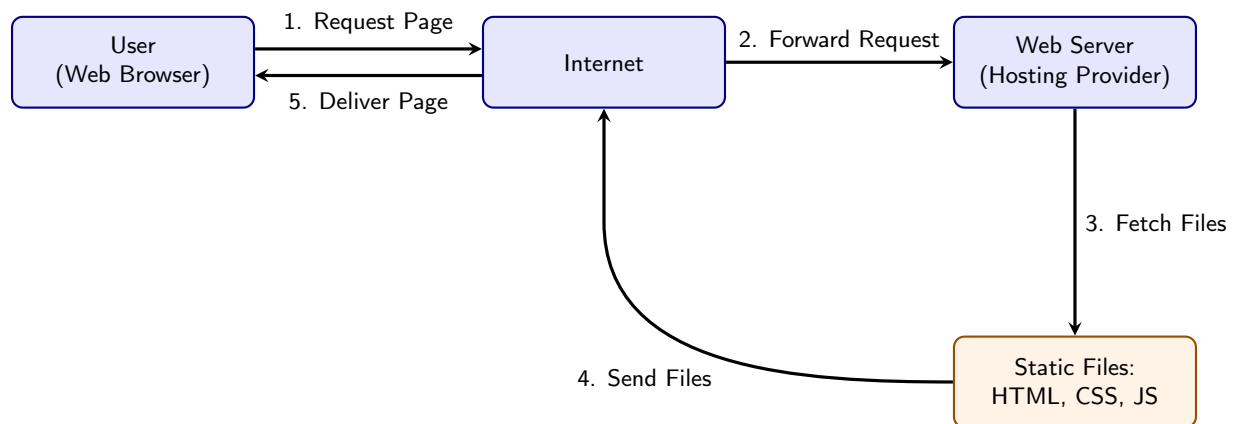 User
(Web Browser)
1. Request Page
5. Deliver Page
Internet
2. Forward Request
Web Server
(Hosting Provider)
3. Fetch Files
4. Send Files
Static Files:
HTML, CSS, JS